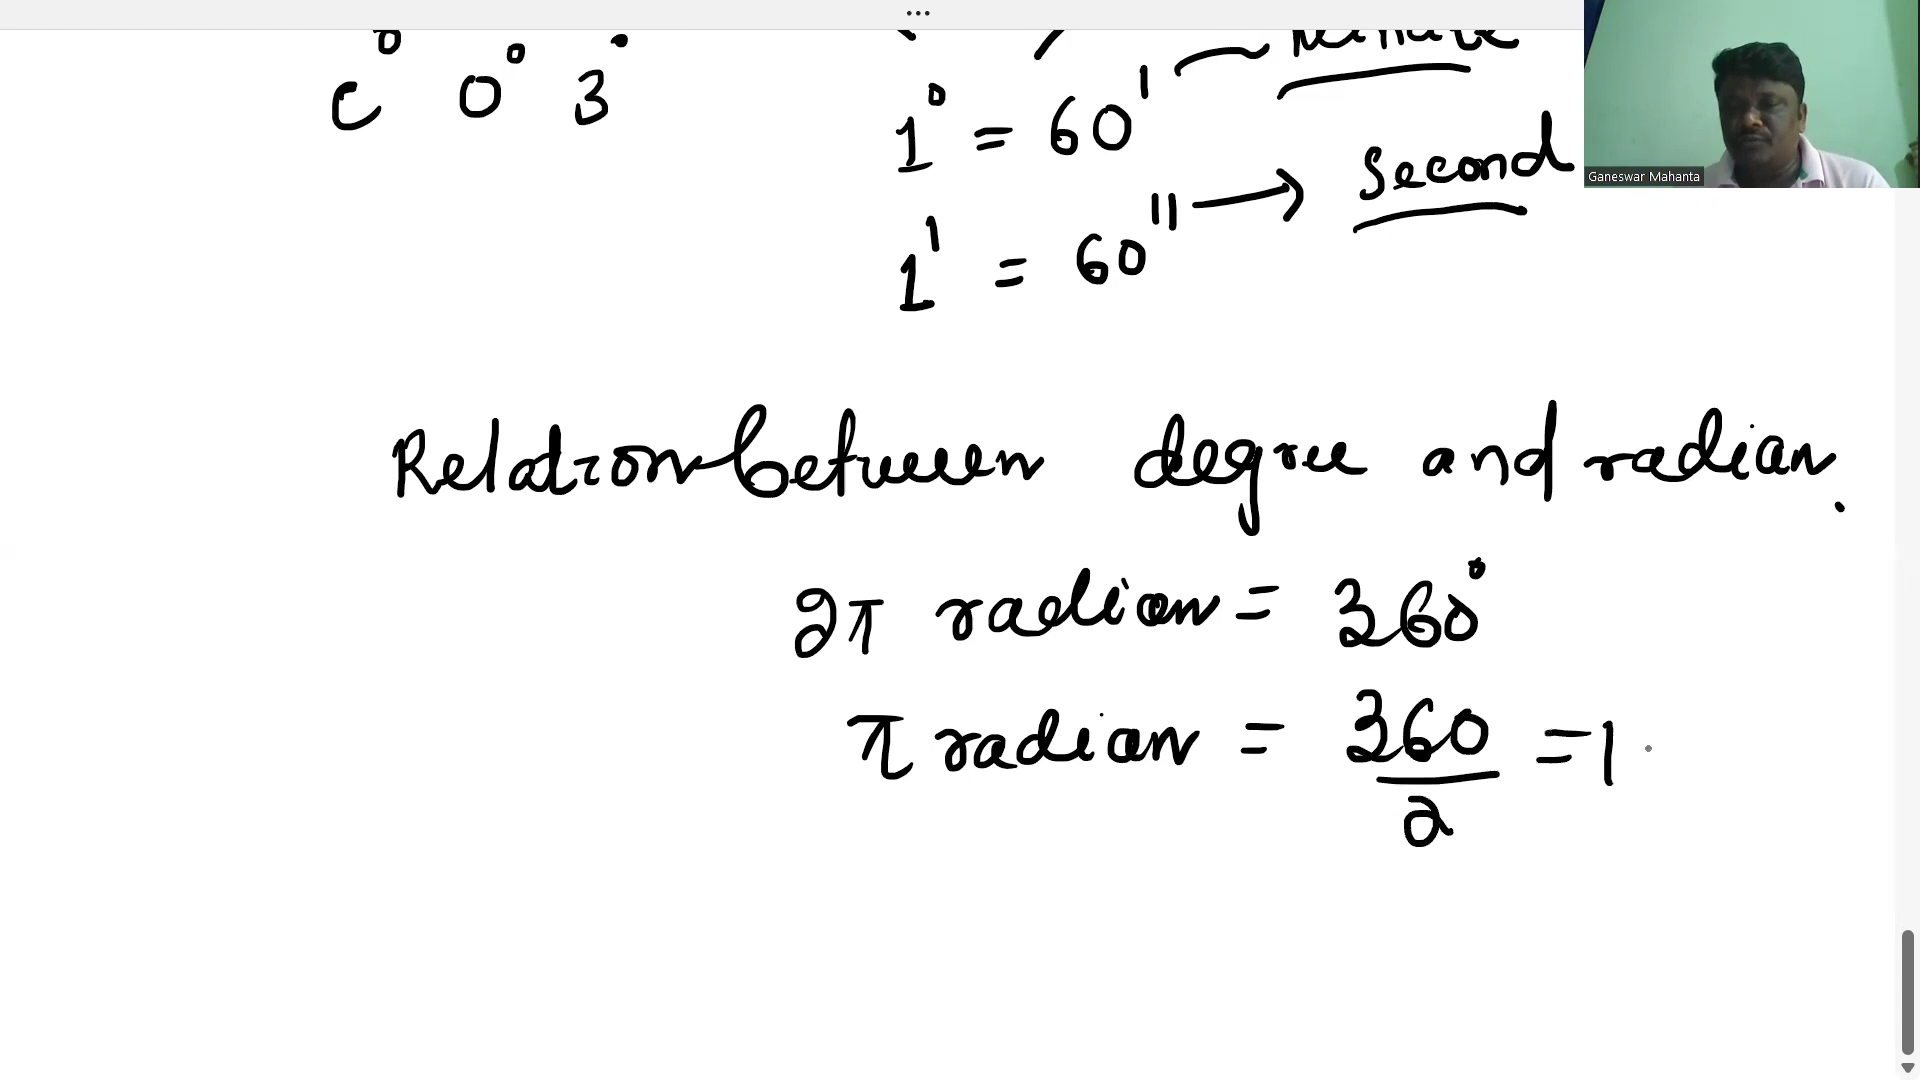 c° 0° 3
Minute
1° = 60'
Second
1' = 60"
Ganeswar Mahanta
Relation between degree and radian.
2π radian = 360°
π radian = 360/2 = 1